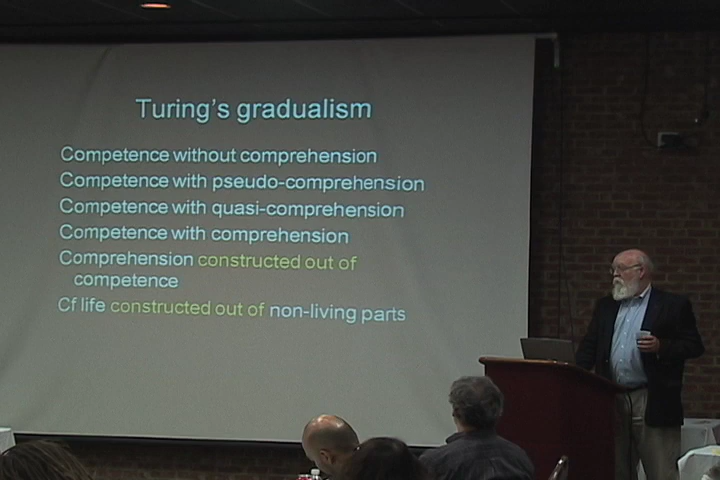 Turing's gradualism
Competence without comprehension
Competence with pseudo-comprehension
Competence with quasi-comprehension
Competence with comprehension
Comprehension constructed out of
competence
Cf life constructed out of non-living parts